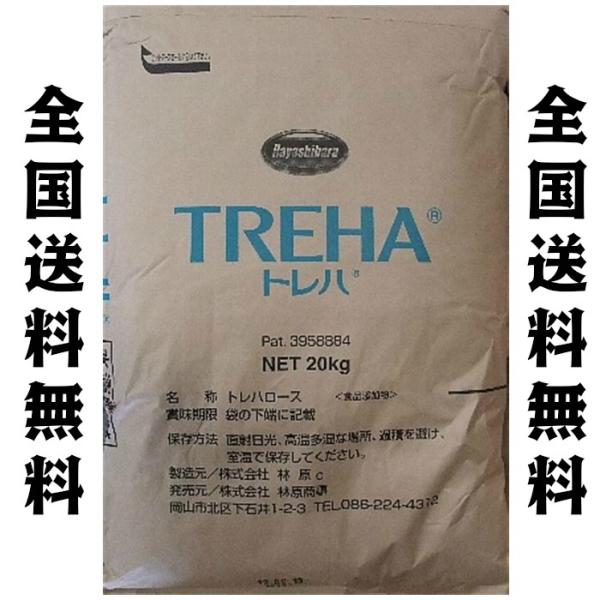 全国送料無料
Hayashibara
TREHA®
トレハ®
Pat. 3958884
NET 20kg
名 称 トレハロース <食品添加物>
賞味期限 袋の下端に記載
保存方法 直射日光、高温多湿な場所、過積を避け、
室温で保存してください。
製造元/株式会社 林 原 c
発売元/株式会社 林原商事
岡山市北区下石井1-2-3 TEL.086-224-4312
全国送料無料